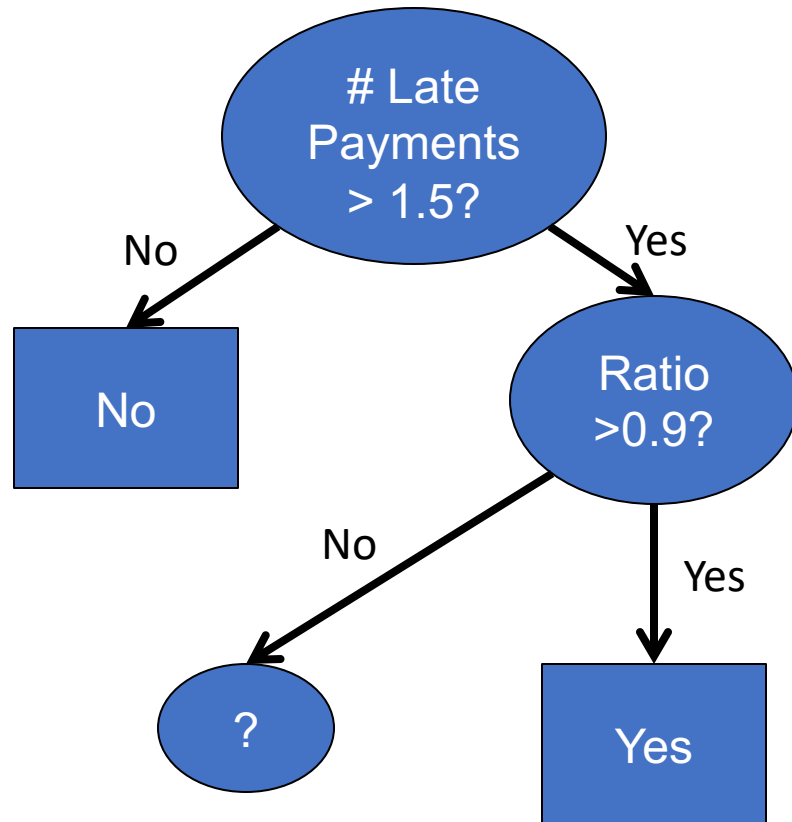 # Late
Payments
> 1.5?
No
Yes
No
Ratio
>0.9?
No
Yes
?
Yes